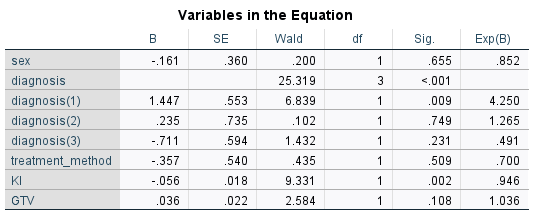 Variables in the Equation
B SE Wald df Sig. Exp(B)
sex -.161 .360 .200 1 .655 .852
diagnosis 25.319 3 <.001
diagnosis(1) 1.447 .553 6.839 1 .009 4.250
diagnosis(2) .235 .735 .102 1 .749 1.265
diagnosis(3) -.711 .594 1.432 1 .231 .491
treatment_method -.357 .540 .435 1 .509 .700
KI -.056 .018 9.331 1 .002 .946
GTV .036 .022 2.584 1 .108 1.036